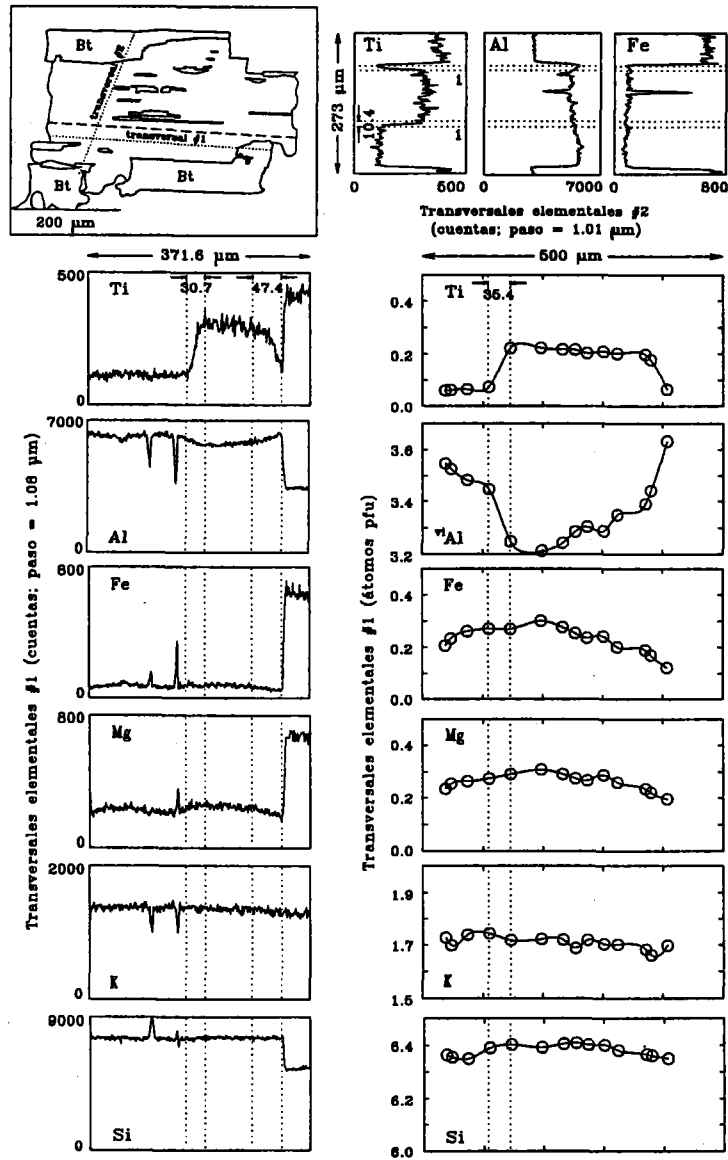 Bt
transversal #2
transversal #1
Bt
Bt
200 µm
273 µm
10.4
Ti
Al
Fe
i
i
0 500
0 7000
0 800
Transversales elementales #2
(cuentas; paso = 1.01 µm)
371.6 µm
Transversales elementales #1 (cuentas; paso = 1.08 µm)
500
Ti
30.7
47.4
0
7000
Al
0
600
Fe
0
800
Mg
0
2000
K
0
9000
Si
0
500 µm
Transversales elementales #1 (átomos pfu)
Ti
35.4
0.4
0.2
0.0
3.6
3.4
3.2
viAl
Fe
0.4
0.2
0.0
Mg
0.4
0.2
0.0
1.9
1.7
1.5
K
6.4
6.2
6.0
Si